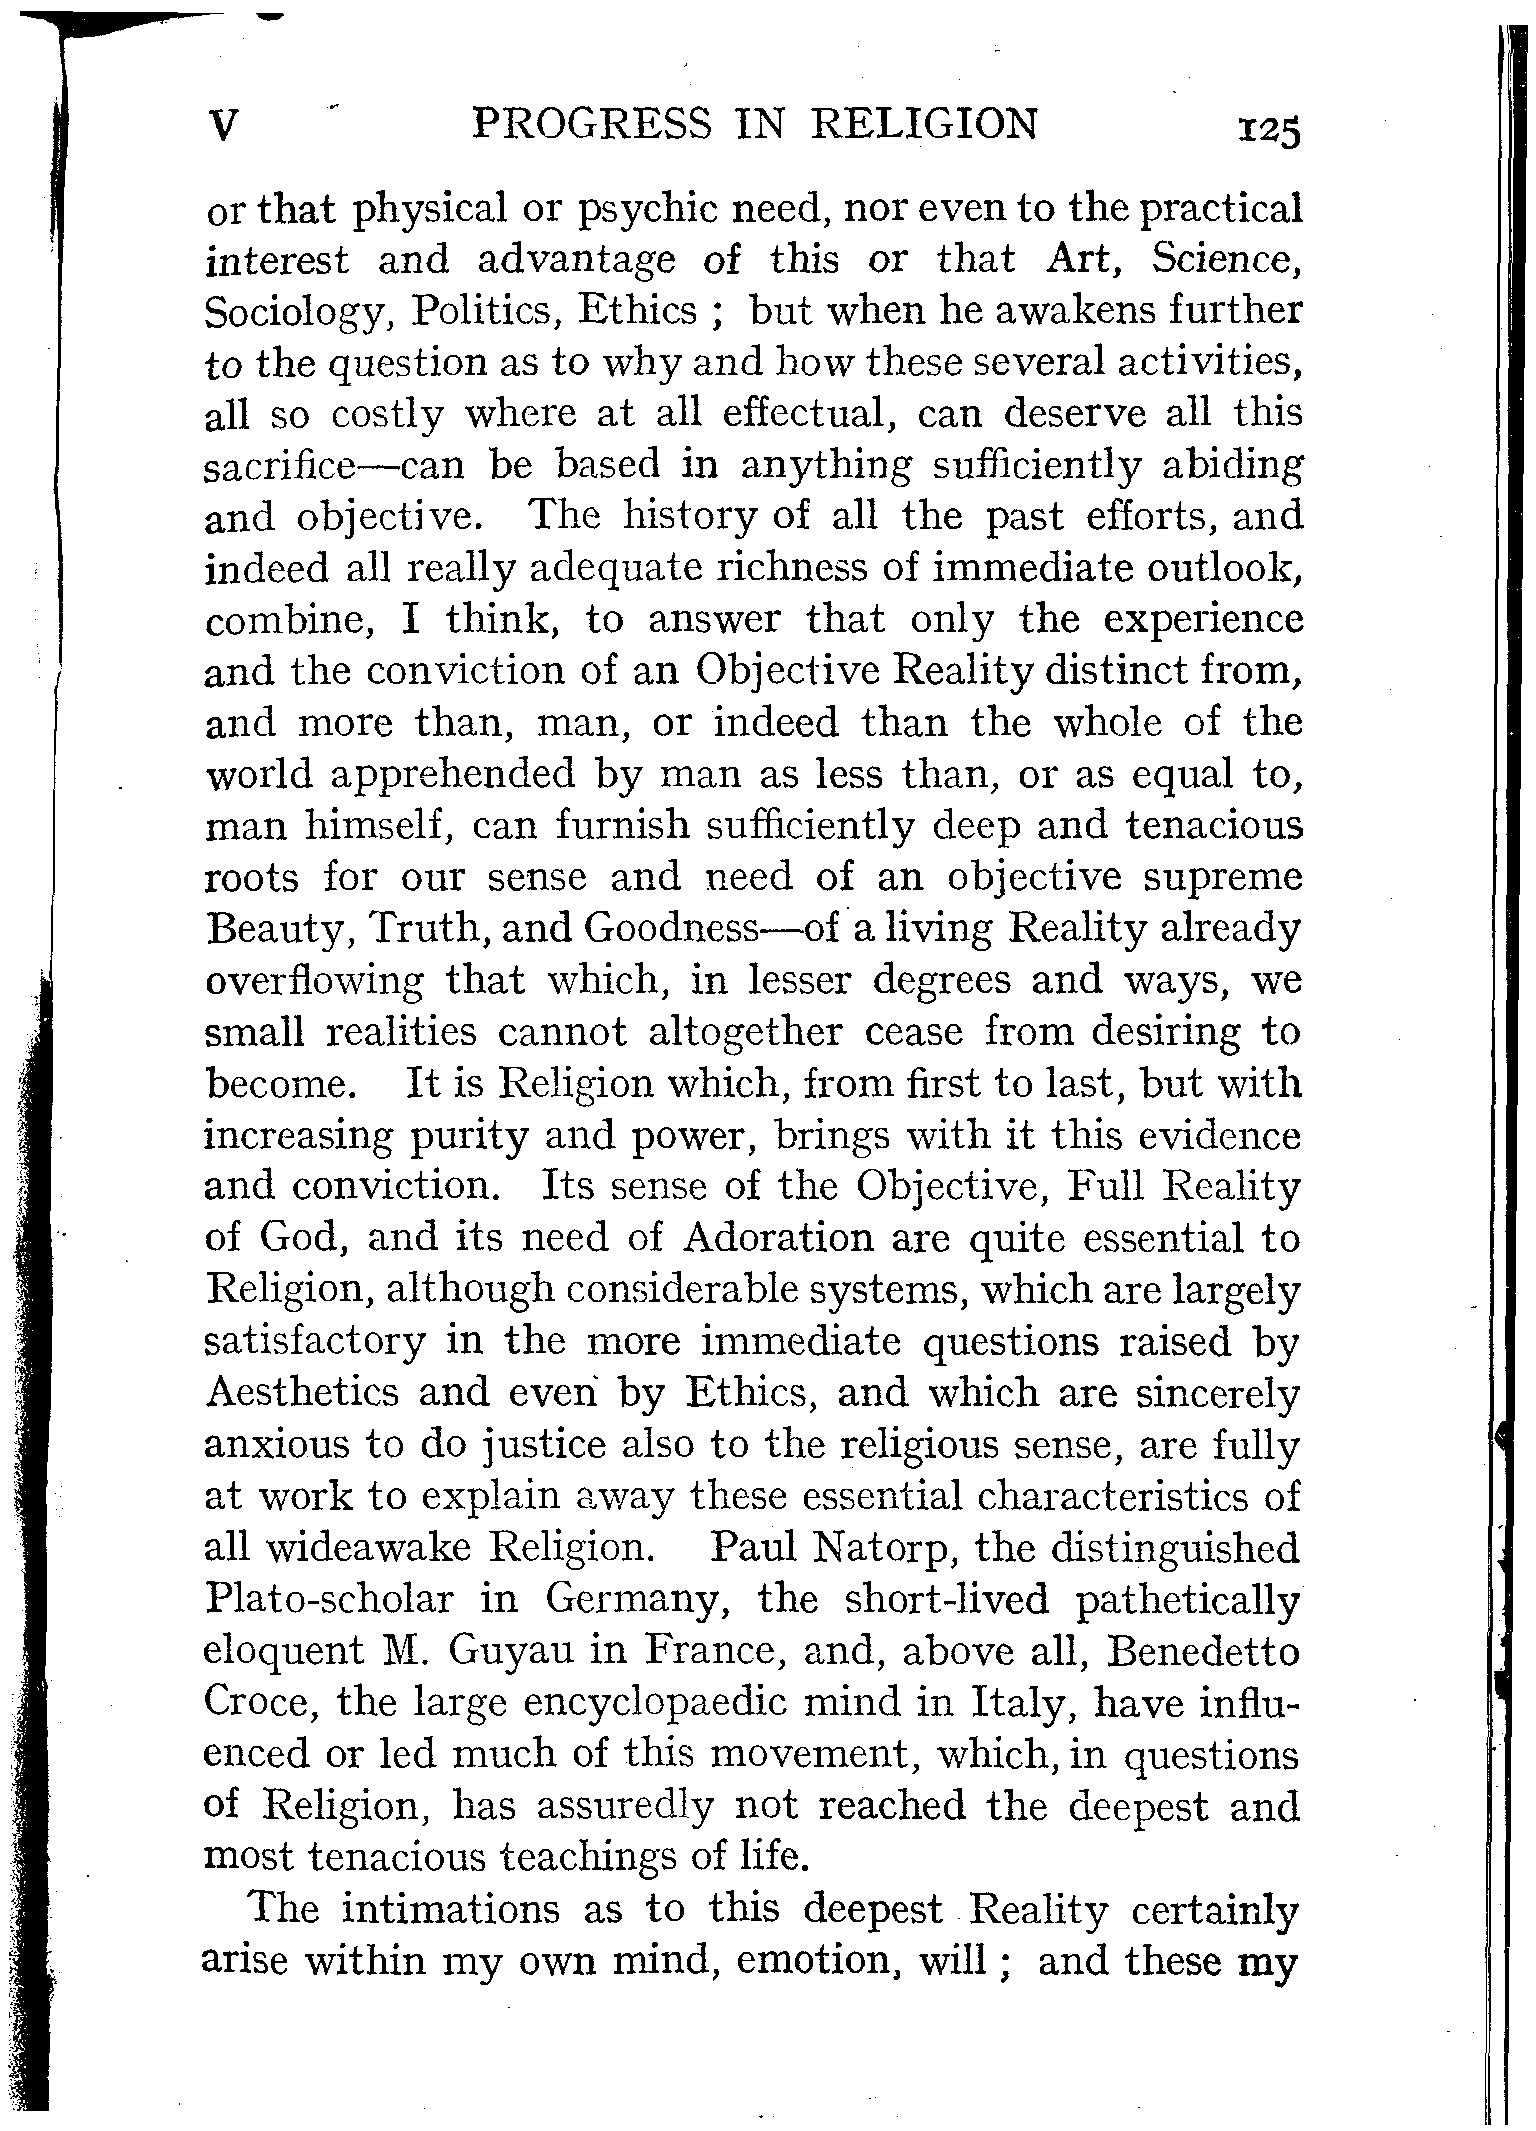 V PROGRESS IN RELIGION 125
or that physical or psychic need, nor even to the practical
interest and advantage of this or that Art, Science,
Sociology, Politics, Ethics ; but when he awakens further
to the question as to why and how these several activities,
all so costly where at all effectual, can deserve all this
sacrifice—can be based in anything sufficiently abiding
and objective. The history of all the past efforts, and
indeed all really adequate richness of immediate outlook,
combine, I think, to answer that only the experience
and the conviction of an Objective Reality distinct from,
and more than, man, or indeed than the whole of the
world apprehended by man as less than, or as equal to,
man himself, can furnish sufficiently deep and tenacious
roots for our sense and need of an objective supreme
Beauty, Truth, and Goodness—of a living Reality already
overflowing that which, in lesser degrees and ways, we
small realities cannot altogether cease from desiring to
become. It is Religion which, from first to last, but with
increasing purity and power, brings with it this evidence
and conviction. Its sense of the Objective, Full Reality
of God, and its need of Adoration are quite essential to
Religion, although considerable systems, which are largely
satisfactory in the more immediate questions raised by
Aesthetics and even by Ethics, and which are sincerely
anxious to do justice also to the religious sense, are fully
at work to explain away these essential characteristics of
all wideawake Religion. Paul Natorp, the distinguished
Plato-scholar in Germany, the short-lived pathetically
eloquent M. Guyau in France, and, above all, Benedetto
Croce, the large encyclopaedic mind in Italy, have influ-
enced or led much of this movement, which, in questions
of Religion, has assuredly not reached the deepest and
most tenacious teachings of life.
The intimations as to this deepest Reality certainly
arise within my own mind, emotion, will ; and these my